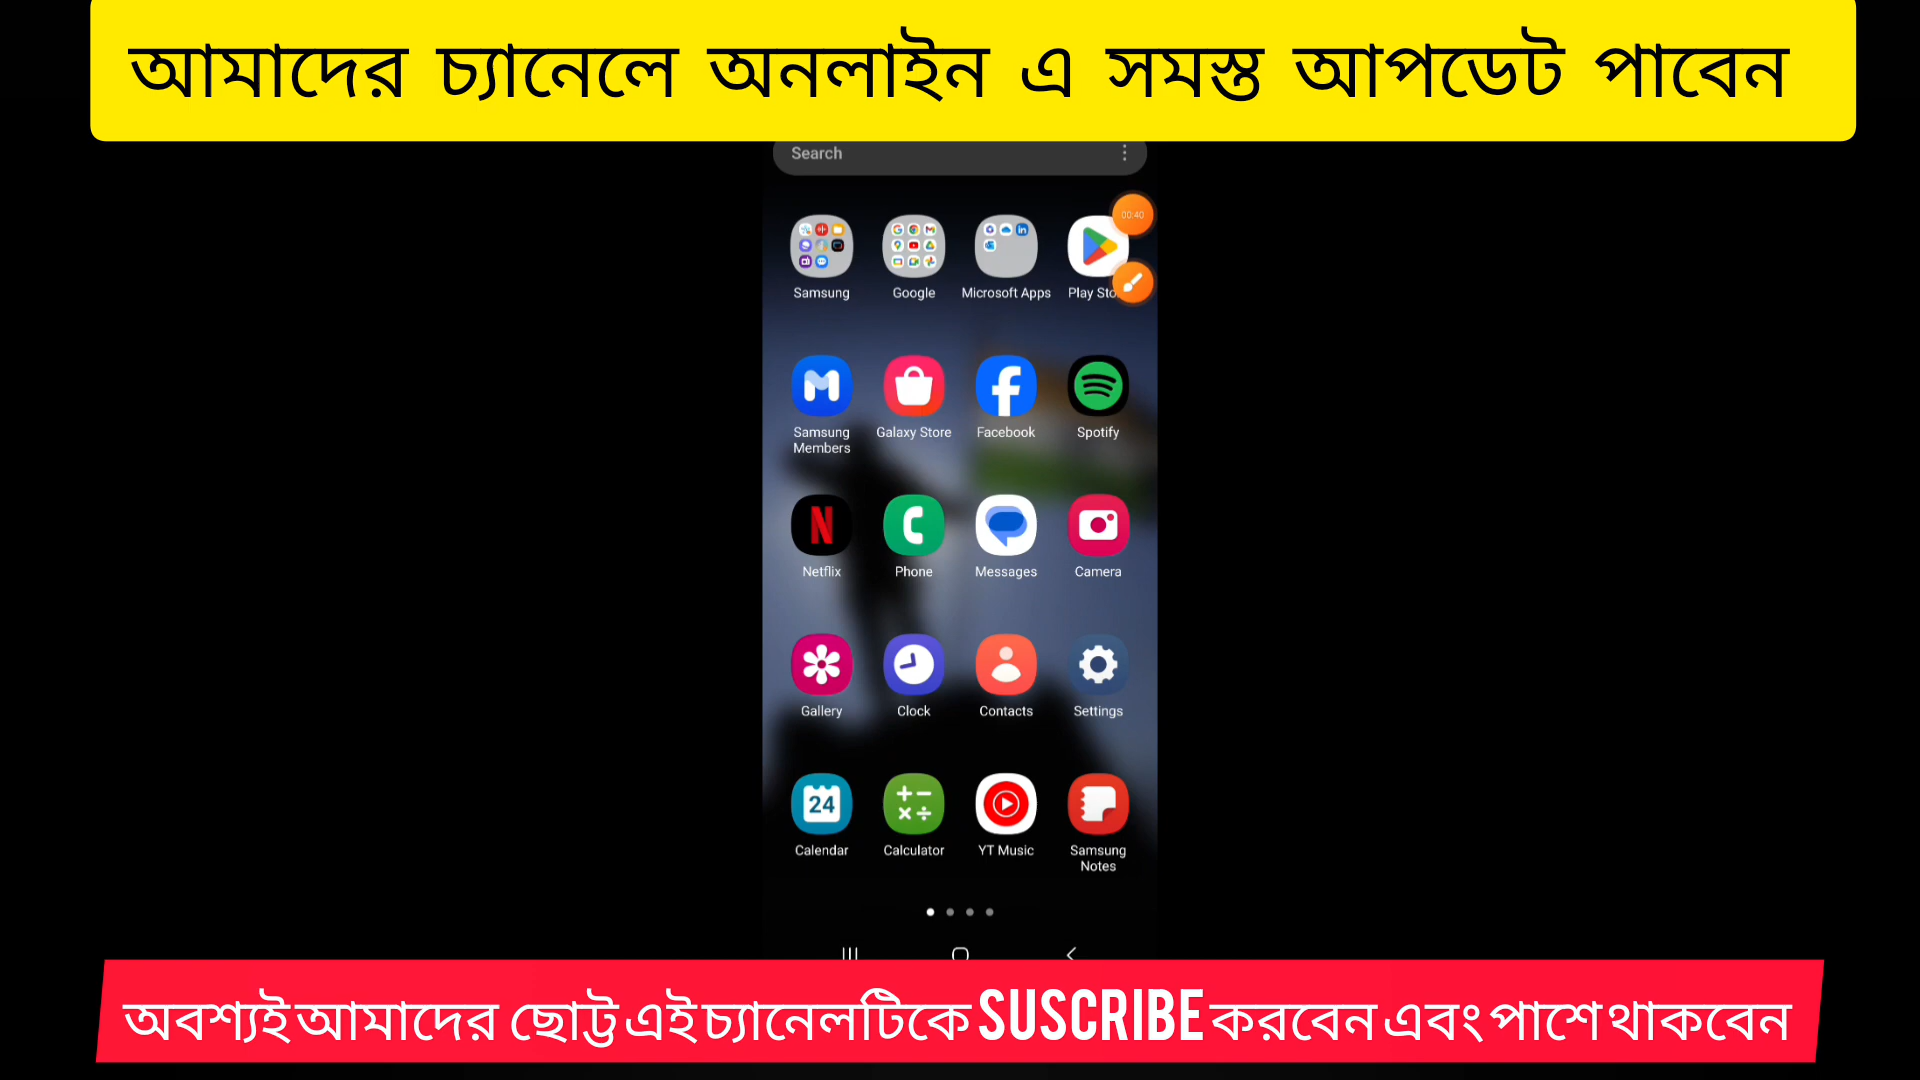 আমাদের চ্যানেলে অনলাইন এ সমস্ত আপডেট পাবেন
Search
00:40
Samsung Google Microsoft Apps Play Sto
Samsung Members Galaxy Store Facebook Spotify
Netflix Phone Messages Camera
Gallery Clock Contacts Settings
24
Calendar Calculator YT Music Samsung Notes
অবশ্যই আমাদের ছোট্ট এই চ্যানেলটিকে SUSCRIBE করবেন এবং পাশে থাকবেন